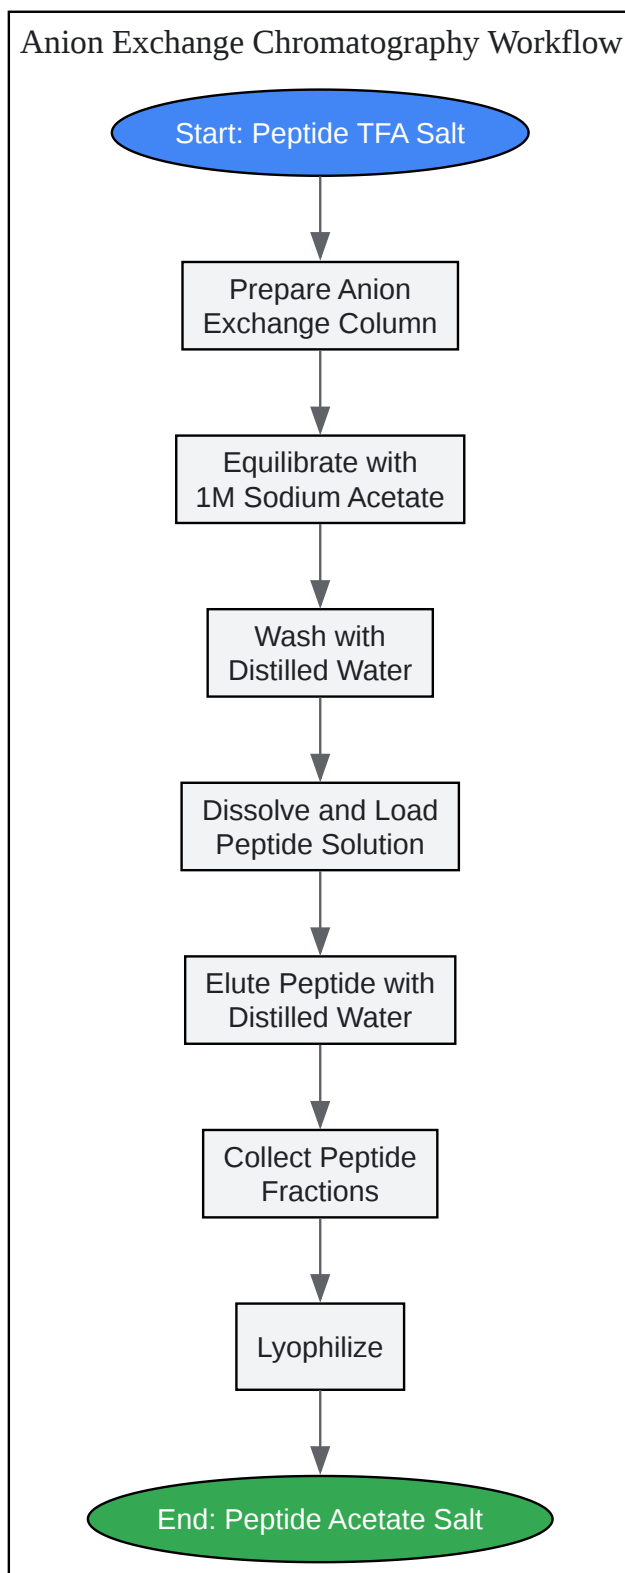 Anion Exchange Chromatography Workflow
Start: Peptide TFA Salt
Prepare Anion
Exchange Column
Equilibrate with
1M Sodium Acetate
Wash with
Distilled Water
Dissolve and Load
Peptide Solution
Elute Peptide with
Distilled Water
Collect Peptide
Fractions
Lyophilize
End: Peptide Acetate Salt